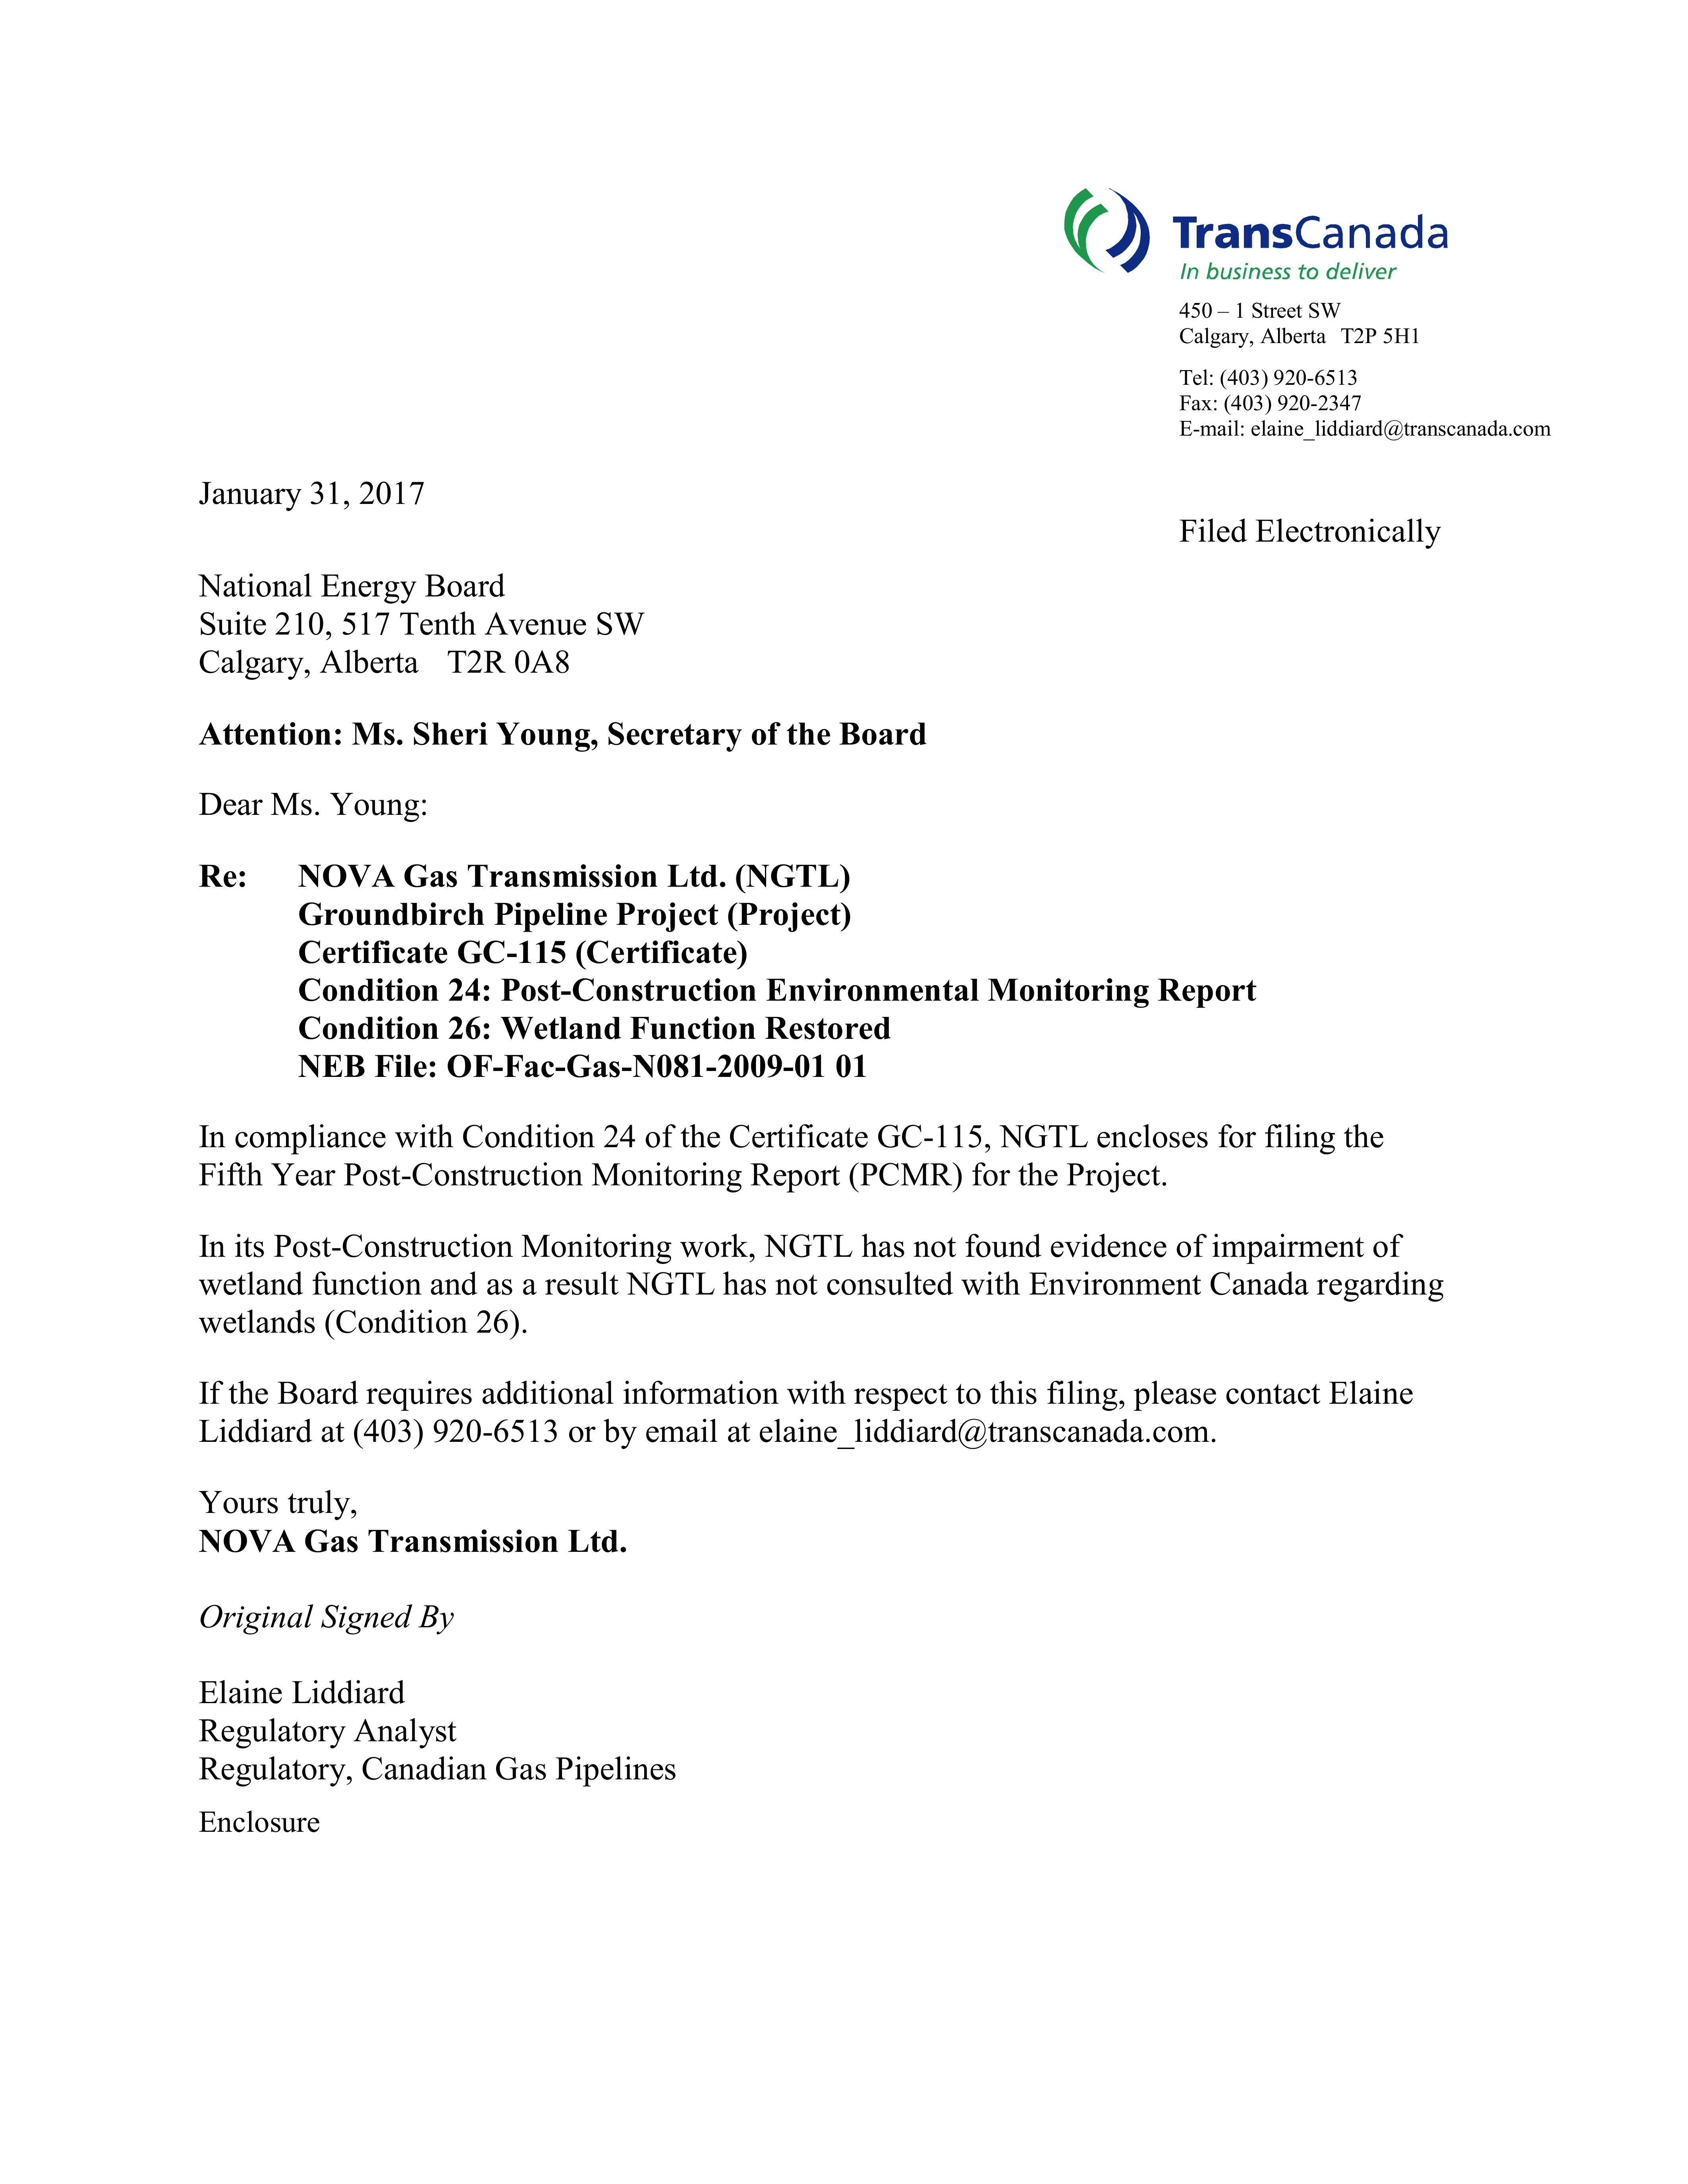 TransCanada
In business to deliver
450 – 1 Street SW
Calgary, Alberta T2P 5H1
Tel: (403) 920-6513
Fax: (403) 920-2347
E-mail: elaine_liddiard@transcanada.com
January 31, 2017
Filed Electronically
National Energy Board
Suite 210, 517 Tenth Avenue SW
Calgary, Alberta T2R 0A8
Attention: Ms. Sheri Young, Secretary of the Board
Dear Ms. Young:
Re: NOVA Gas Transmission Ltd. (NGTL)
Groundbirch Pipeline Project (Project)
Certificate GC-115 (Certificate)
Condition 24: Post-Construction Environmental Monitoring Report
Condition 26: Wetland Function Restored
NEB File: OF-Fac-Gas-N081-2009-01 01
In compliance with Condition 24 of the Certificate GC-115, NGTL encloses for filing the
Fifth Year Post-Construction Monitoring Report (PCMR) for the Project.
In its Post-Construction Monitoring work, NGTL has not found evidence of impairment of
wetland function and as a result NGTL has not consulted with Environment Canada regarding
wetlands (Condition 26).
If the Board requires additional information with respect to this filing, please contact Elaine
Liddiard at (403) 920-6513 or by email at elaine_liddiard@transcanada.com.
Yours truly,
NOVA Gas Transmission Ltd.
Original Signed By
Elaine Liddiard
Regulatory Analyst
Regulatory, Canadian Gas Pipelines
Enclosure